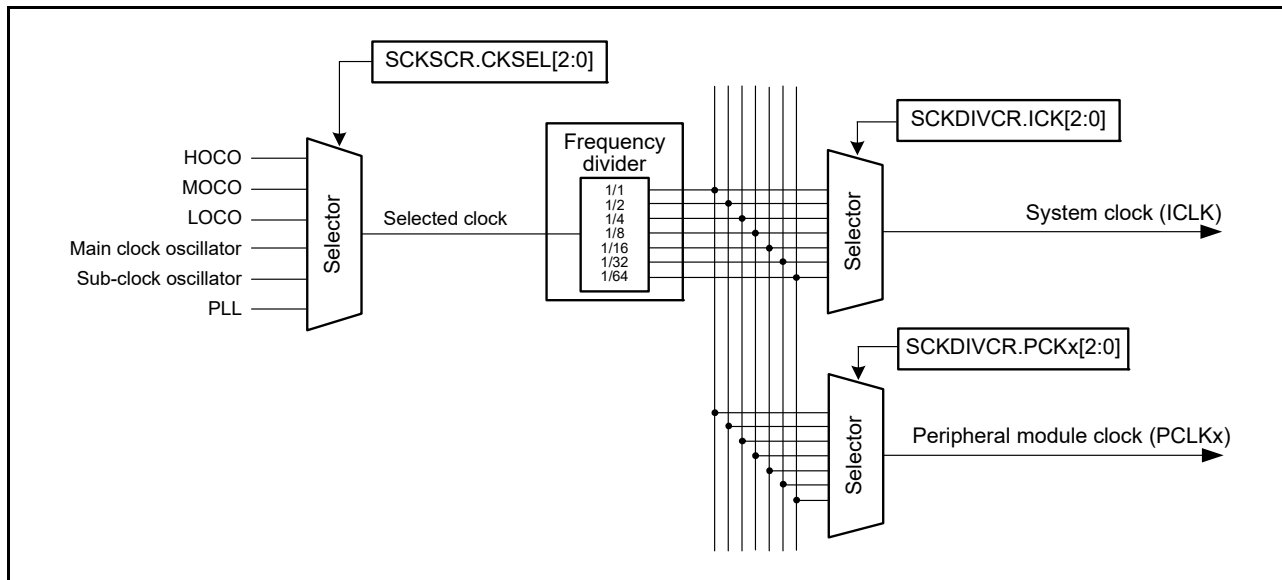 SCKSCR.CKSEL[2:0]
HOCO
MOCO
LOCO
Main clock oscillator
Sub-clock oscillator
PLL
Selector
Selected clock
Frequency
divider
1/1
1/2
1/4
1/8
1/16
1/32
1/64
SCKDIVCR.ICK[2:0]
Selector
System clock (ICLK)
SCKDIVCR.PCKx[2:0]
Selector
Peripheral module clock (PCLKx)